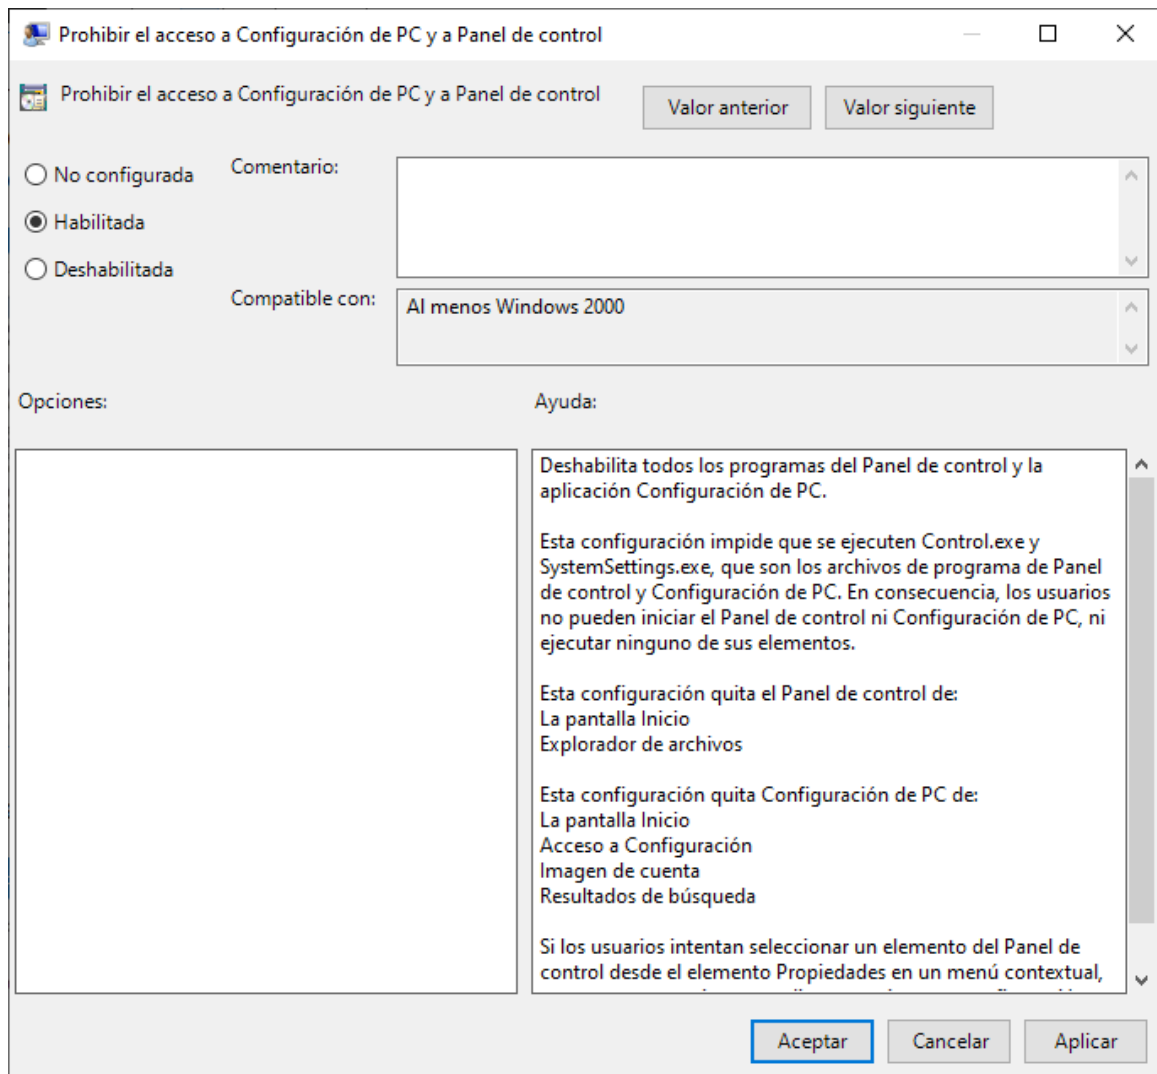 Prohibir el acceso a Configuración de PC y a Panel de control
Prohibir el acceso a Configuración de PC y a Panel de control
Valor anterior
Valor siguiente
No configurada
Comentario:
Habilitada
Deshabilitada
Compatible con:
Al menos Windows 2000
Opciones:
Ayuda:
Deshabilita todos los programas del Panel de control y la
aplicación Configuración de PC.
Esta configuración impide que se ejecuten Control.exe y
SystemSettings.exe, que son los archivos de programa de Panel
de control y Configuración de PC. En consecuencia, los usuarios
no pueden iniciar el Panel de control ni Configuración de PC, ni
ejecutar ninguno de sus elementos.
Esta configuración quita el Panel de control de:
La pantalla Inicio
Explorador de archivos
Esta configuración quita Configuración de PC de:
La pantalla Inicio
Acceso a Configuración
Imagen de cuenta
Resultados de búsqueda
Si los usuarios intentan seleccionar un elemento del Panel de
control desde el elemento Propiedades en un menú contextual,
Aceptar
Cancelar
Aplicar